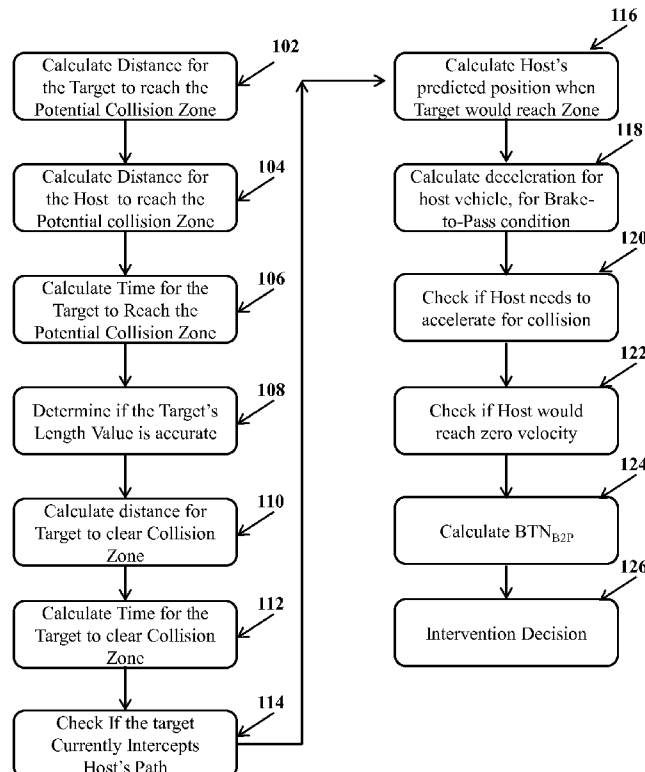 102
Calculate Distance for
the Target to reach the
Potential Collision Zone
104
Calculate Distance for
the Host to reach the
Potential collision Zone
106
Calculate Time for the
Target to Reach the
Potential Collision Zone
108
Determine if the Target's
Length Value is accurate
110
Calculate distance for
Target to clear Collision
Zone
112
Calculate Time for the
Target to clear Collision
Zone
114
Check If the target
Currently Intercepts
Host's Path
116
Calculate Host's
predicted position when
Target would reach Zone
118
Calculate deceleration for
host vehicle, for Brake-
to-Pass condition
120
Check if Host needs to
accelerate for collision
122
Check if Host would
reach zero velocity
124
Calculate BTN_B2P
126
Intervention Decision